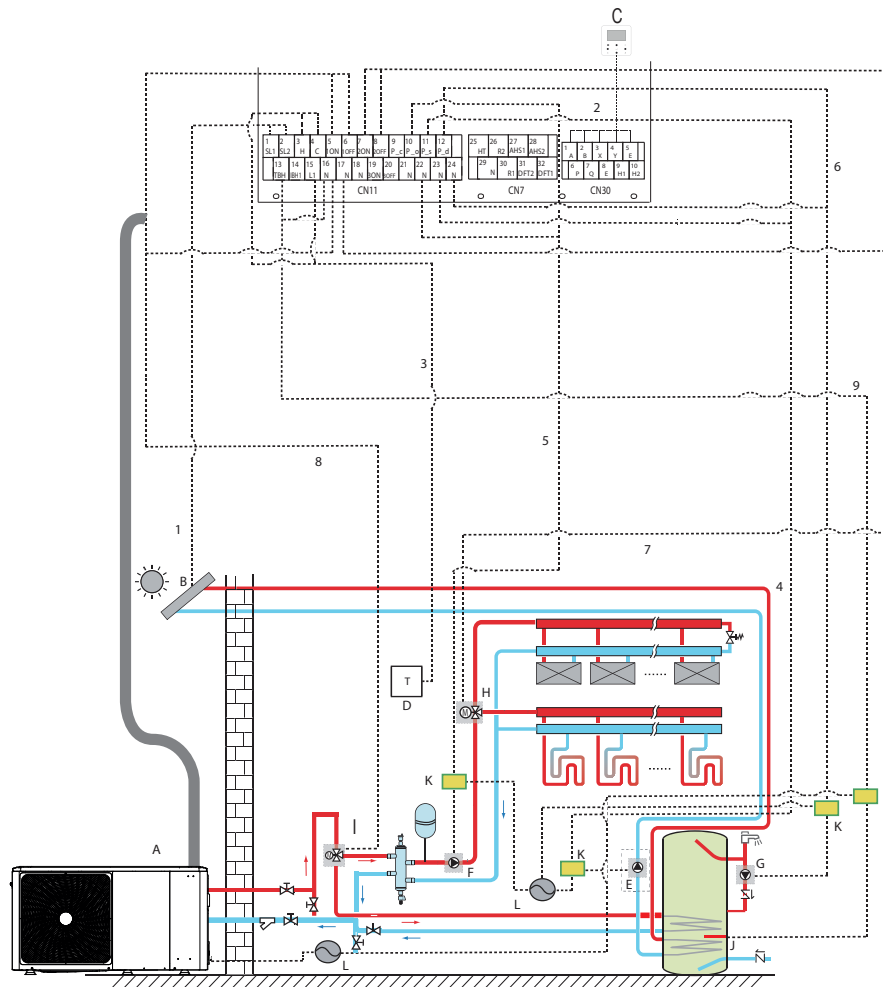 C
2
1 2 3 4 5 6 7 8 9 10 11 12
SL1 SL2 H C 1ON 1OFF 2ON 2OFF P_c P_o P_s P_d
13 14 15 16 17 18 19 20 21 22 23 24
TBH IBH1 L1 N N N 3ON 3OFF N N N N
CN11
25 26 27 28
HT R2 AHS1 AHS2
29 30 31 32
N R1 DFT2 DFT1
CN7
1 2 3 4 5
A B X Y E
6 7 8 9 10
P Q E H1 H2
CN30
6
3
9
5
8
1
7
B
4
T
D
H
M
K
I
M
K
A
F
K
G
E
L
J
L